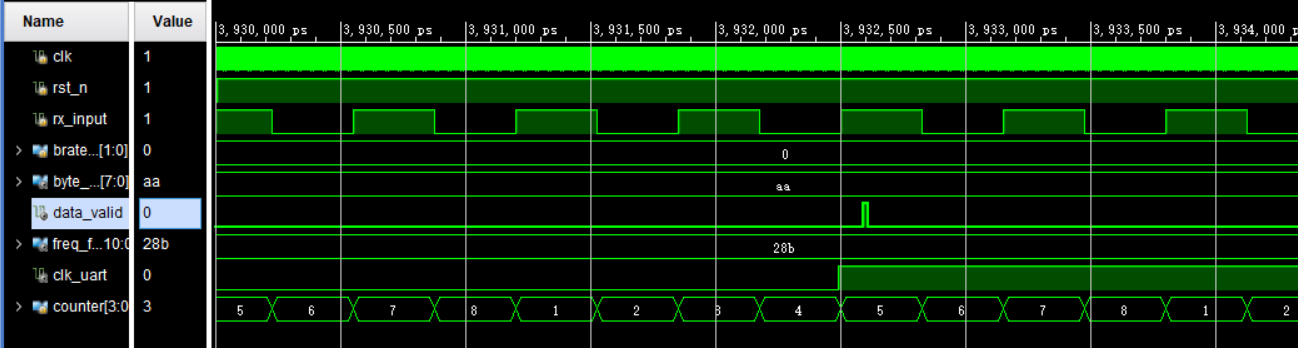 Name Value 3,930,000 ps 3,930,500 ps 3,931,000 ps 3,931,500 ps 3,932,000 ps 3,932,500 ps 3,933,000 ps 3,933,500 ps 3,934,000 p
clk 1
rst_n 1
rx_input 1
brate...[1:0] 0 0
byte_...[7:0] aa aa
data_valid 0
freq_f...10:0 28b 28b
clk_uart 0
counter[3:0 3 5 6 7 8 1 2 3 4 5 6 7 8 1 2